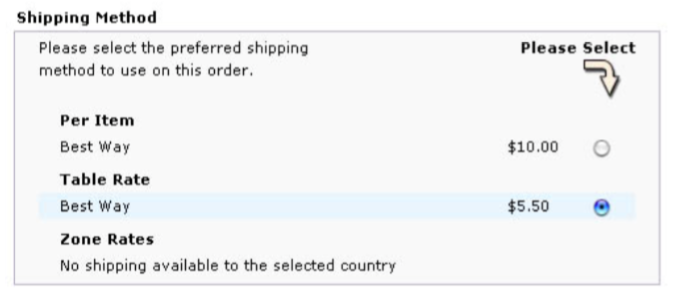 Shipping Method
Please select the preferred shipping
method to use on this order.
Please Select
Per Item
Best Way $10.00
Table Rate
Best Way $5.50
Zone Rates
No shipping available to the selected country